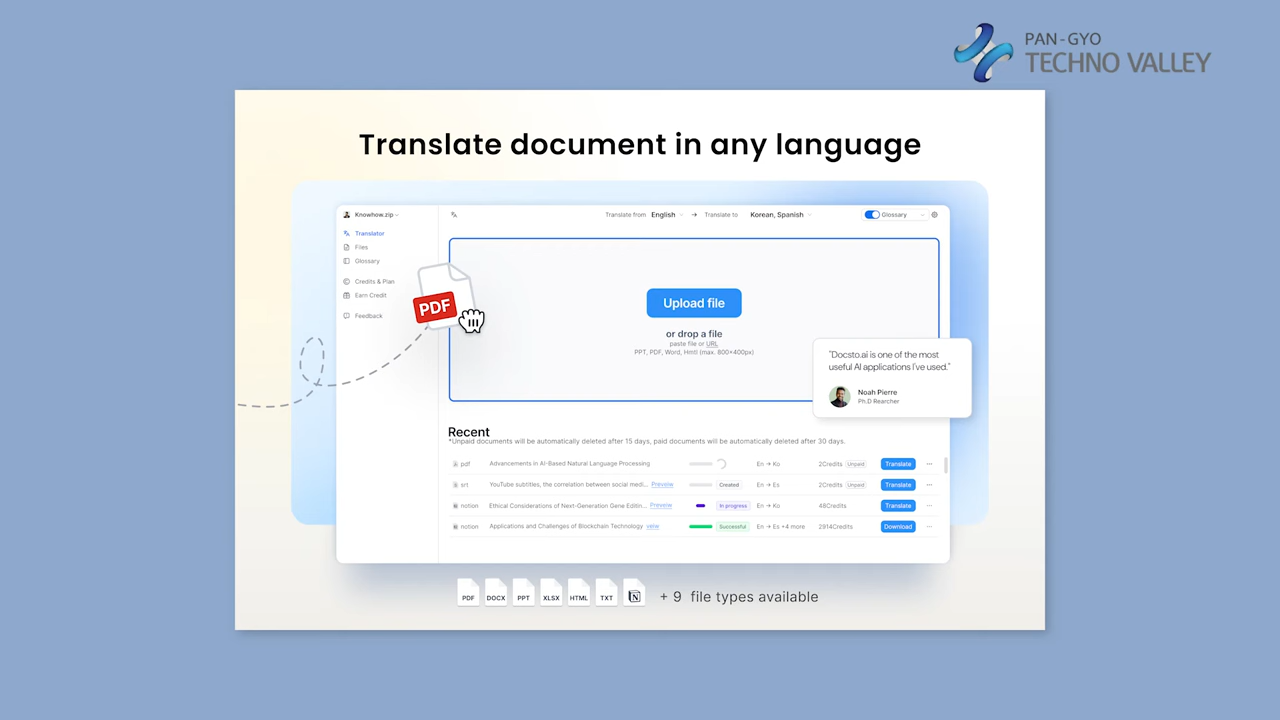 PAN-GYO
TECHNO VALLEY
Translate document in any language
Knowhow.zip
Translate from English → Translate to Korean, Spanish
Glossary
Translator
Files
Glossary
Credits & Plan
Earn Credit
Feedback
PDF
Upload file
or drop a file
paste file or URL
PPT, PDF, Word, Hmtl (max. 800×400px)
"Docsto.ai is one of the most
useful AI applications I've used."
Noah Pierre
Ph.D Rearcher
Recent
*Unpaid documents will be automatically deleted after 15 days, paid documents will be automatically deleted after 30 days.
pdf Advancements in AI-Based Natural Language Processing En → Ko 2Credits Unpaid Translate
srt YouTube subtitles, the correlation between social medi... Preveiw Created En → Es 2Credits Unpaid Translate
notion Ethical Considerations of Next-Generation Gene Editin... Preveiw In progress En → Ko 48Credits Translate
notion Applications and Challenges of Blockchain Technology veiw Successful En → Es +4 more 2914Credits Download
PDF DOCX PPT XLSX HTML TXT N + 9 file types available